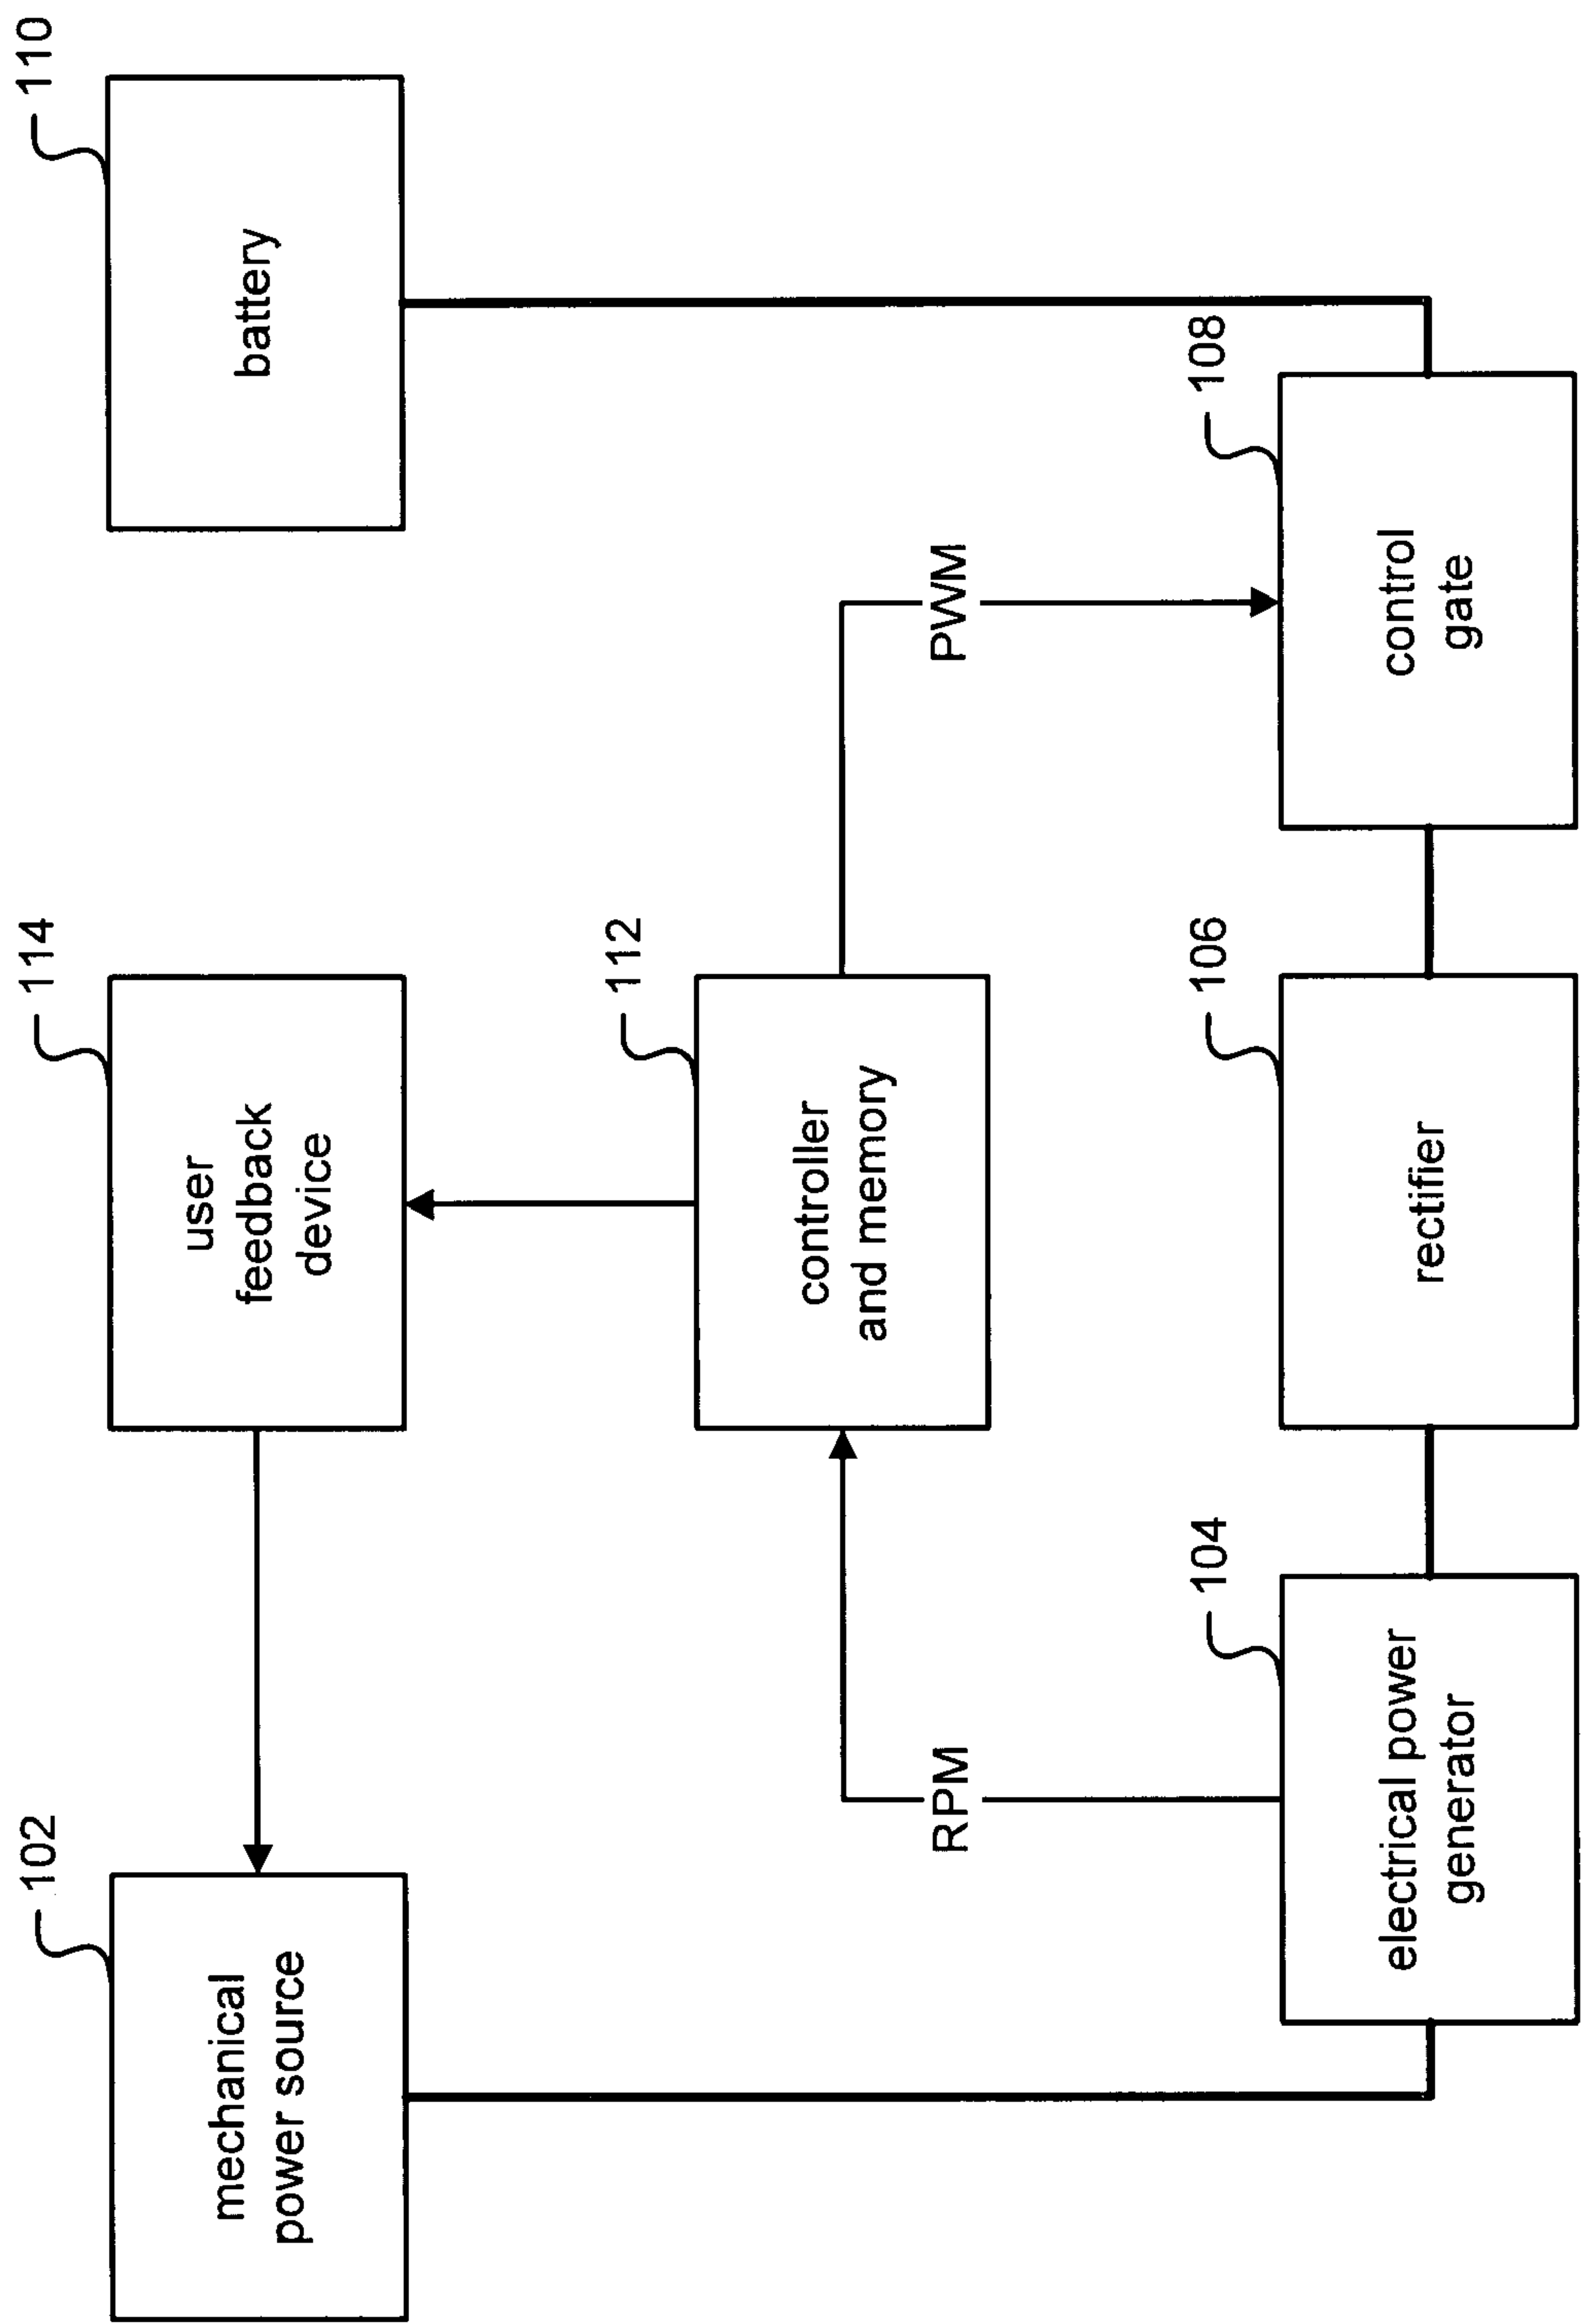 102
mechanical
power source
114
user
feedback
device
110
battery
112
controller
and memory
RPM
PWM
104
electrical power
generator
106
rectifier
108
control
gate